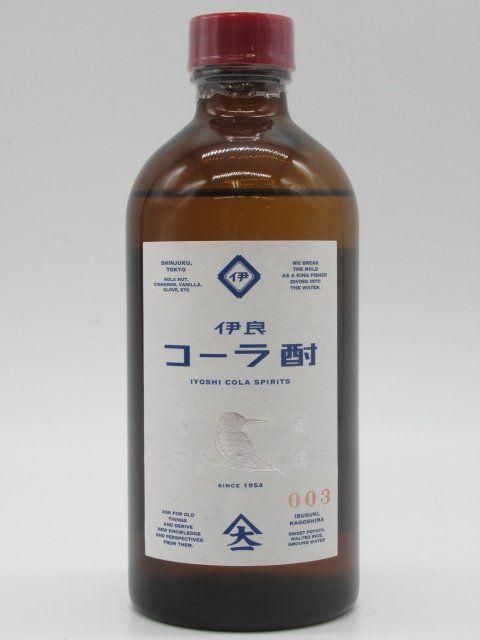 SHINJUKU,
TOKYO
KOLA NUT,
CINNAMON, VANILLA,
CLOVE, ETC
伊
WE BREAK
THE MOLD
AS A KING FISHER
DIVING INTO
THE WATER.
伊良
コーラ酎
IYOSHI COLA SPIRITS
SINCE 1954
003
ASK FOR OLD
THINGS
AND DERIVE
NEW KNOWLEDGE
AND PERSPECTIVES
FROM THEM.
大
IBUSUKI,
KAGOSHIMA
SWEET POTATO,
MALTED RICE,
GROUND WATER